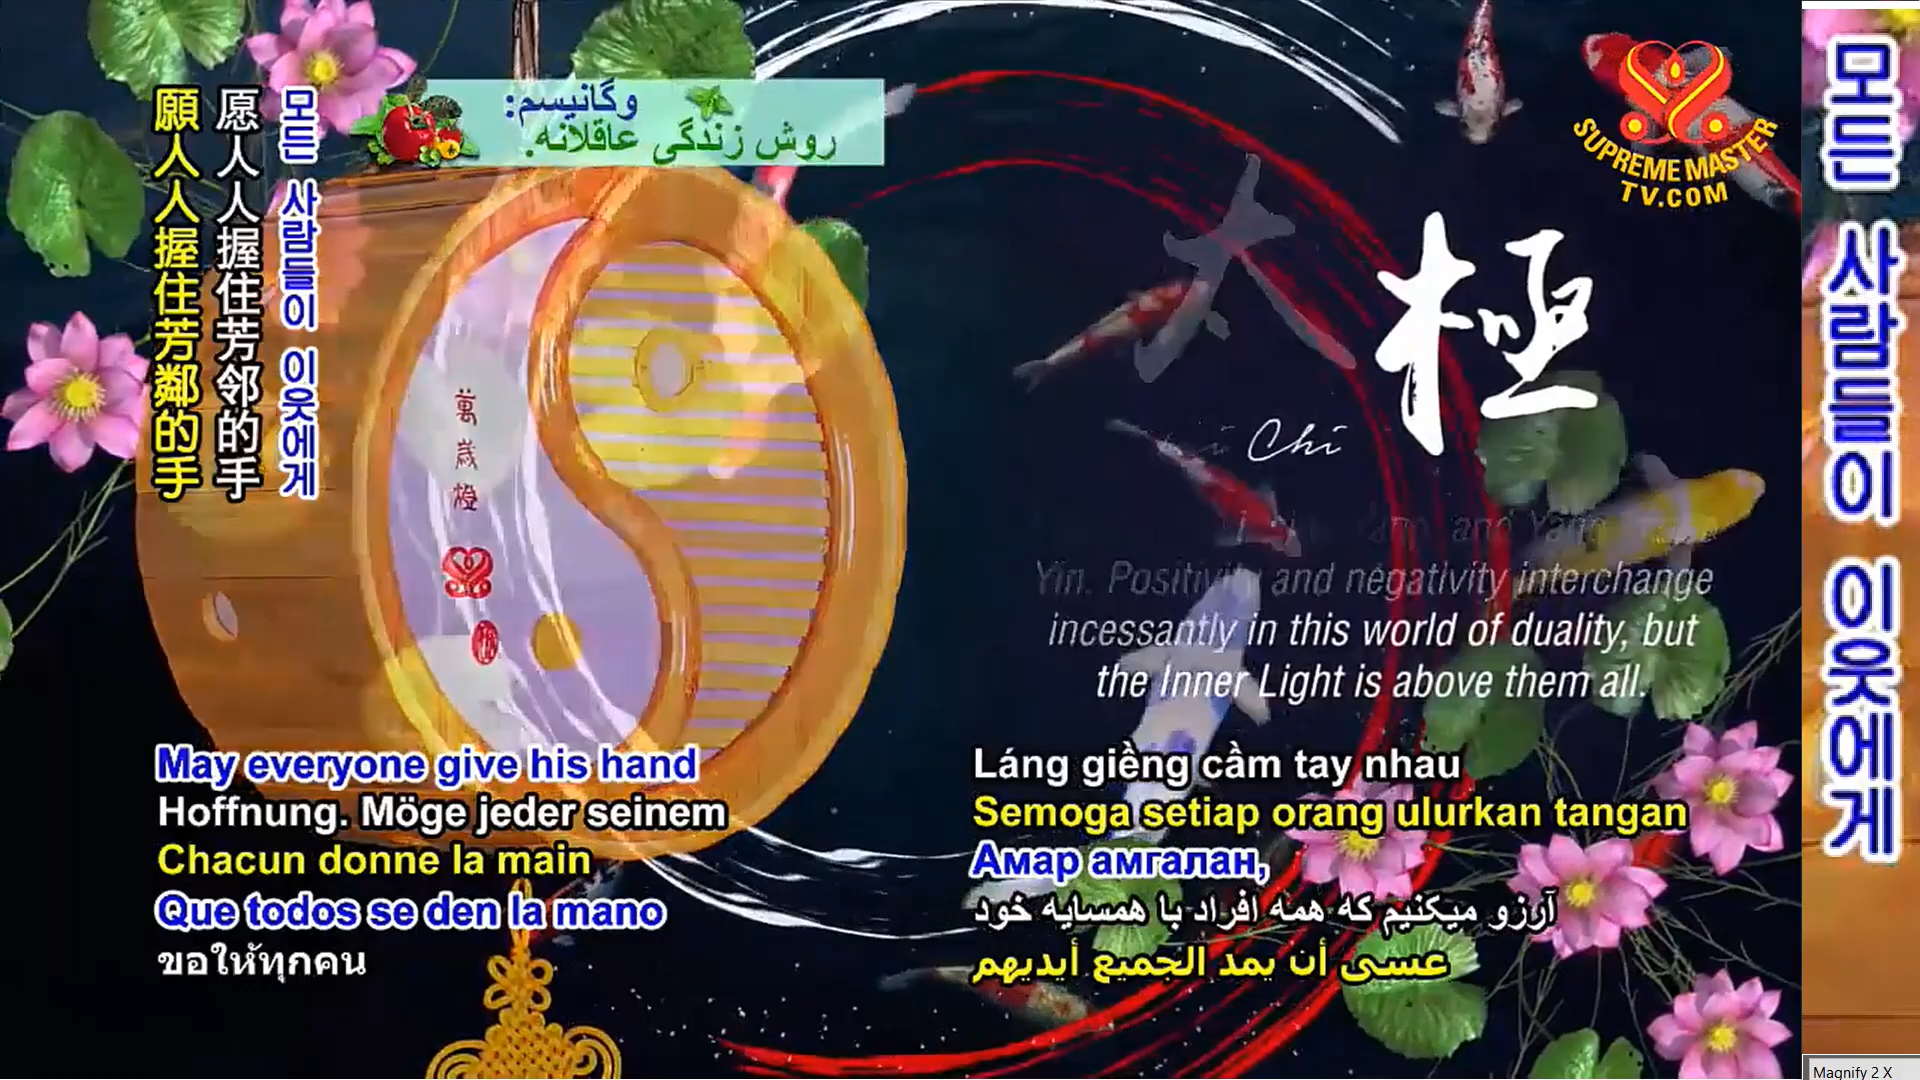 وگانیسم:
روش زندگی عاقلانه.
SUPREME MASTER
TV.COM
願人人握住芳鄰的手
愿人人握住芳邻的手
모든 사람들이 이웃에게
萬歲橙
太極
Chi
and Yang
Yin. Positivity and negativity interchange
incessantly in this world of duality, but
the Inner Light is above them all.
May everyone give his hand
Hoffnung. Möge jeder seinem
Chacun donne la main
Que todos se den la mano
ขอให้ทุกคน
Láng giềng cầm tay nhau
Semoga setiap orang ulurkan tangan
Амар амгалан,
آرزو میکنیم که همه افراد با همسایه خود
عسى أن يمد الجميع أيديهم
모든 사람들이 이웃에게
Magnify 2 X